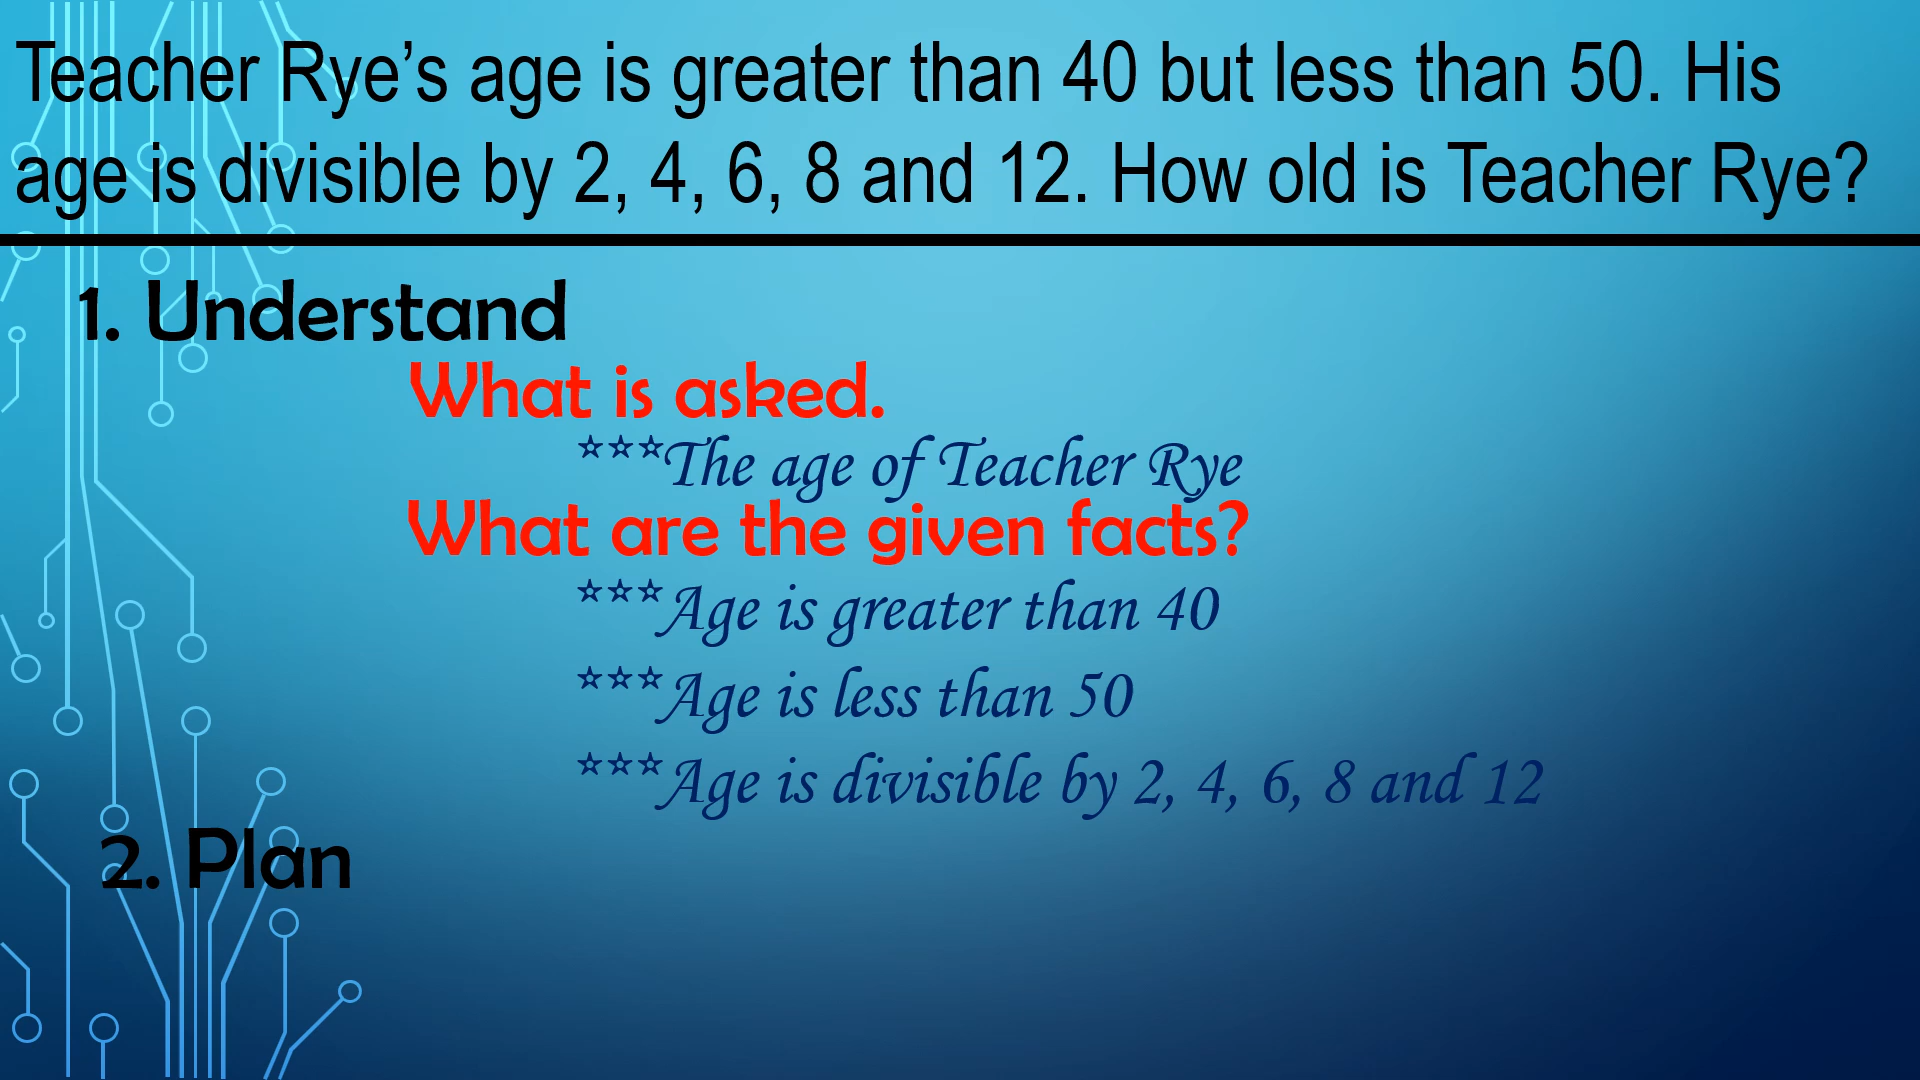 Teacher Rye’s age is greater than 40 but less than 50. His
age is divisible by 2, 4, 6, 8 and 12. How old is Teacher Rye?
1. Understand
What is asked.
***The age of Teacher Rye
What are the given facts?
***Age is greater than 40
***Age is less than 50
***Age is divisible by 2, 4, 6, 8 and 12
2. Plan